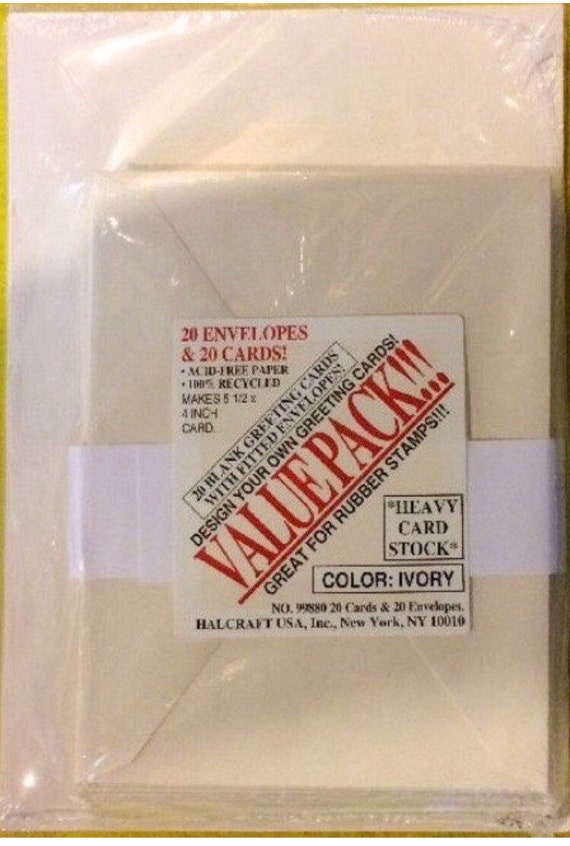 20 ENVELOPES
& 20 CARDS!
• ACID-FREE PAPER
• 100% RECYCLED
MAKES 5 1/2 x
4 INCH
CARD.
20 BLANK GREETING CARDS
WITH FITTED ENVELOPES!
DESIGN YOUR OWN GREETING CARDS!
VALUE PACK!!!
GREAT FOR RUBBER STAMPS!!!
*HEAVY
CARD
STOCK*
COLOR: IVORY
NO. 99880 20 Cards & 20 Envelopes.
HALCRAFT USA, Inc., New York, NY 10010